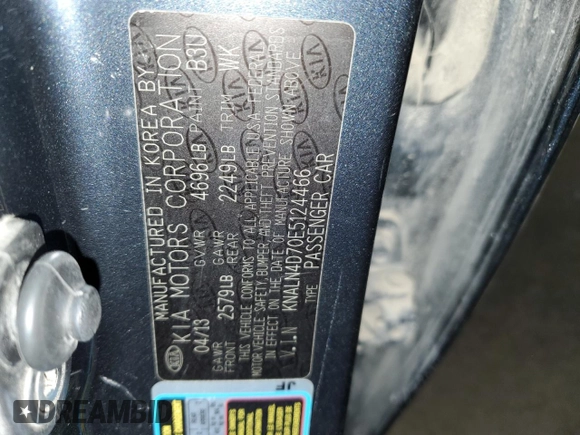 MANUFACTURED IN KOREA BY
KIA KIA MOTORS CORPORATION
04/13 G.V.W.R 4696LB PAINT B3U
GAWR FRONT 2579LB GAWR REAR 2249LB TRIM WK
THIS VEHICLE CONFORMS TO ALL APPLICABLE U.S.A. FEDERAL
MOTOR VEHICLE SAFETY, BUMPER AND THEFT PREVENTION STANDARDS
IN EFFECT ON THE DATE OF MANUFACTURE SHOWN ABOVE
V.I.N KNALN4D70E5124466
TYPE PASSENGER CAR
JF
DREAMBID